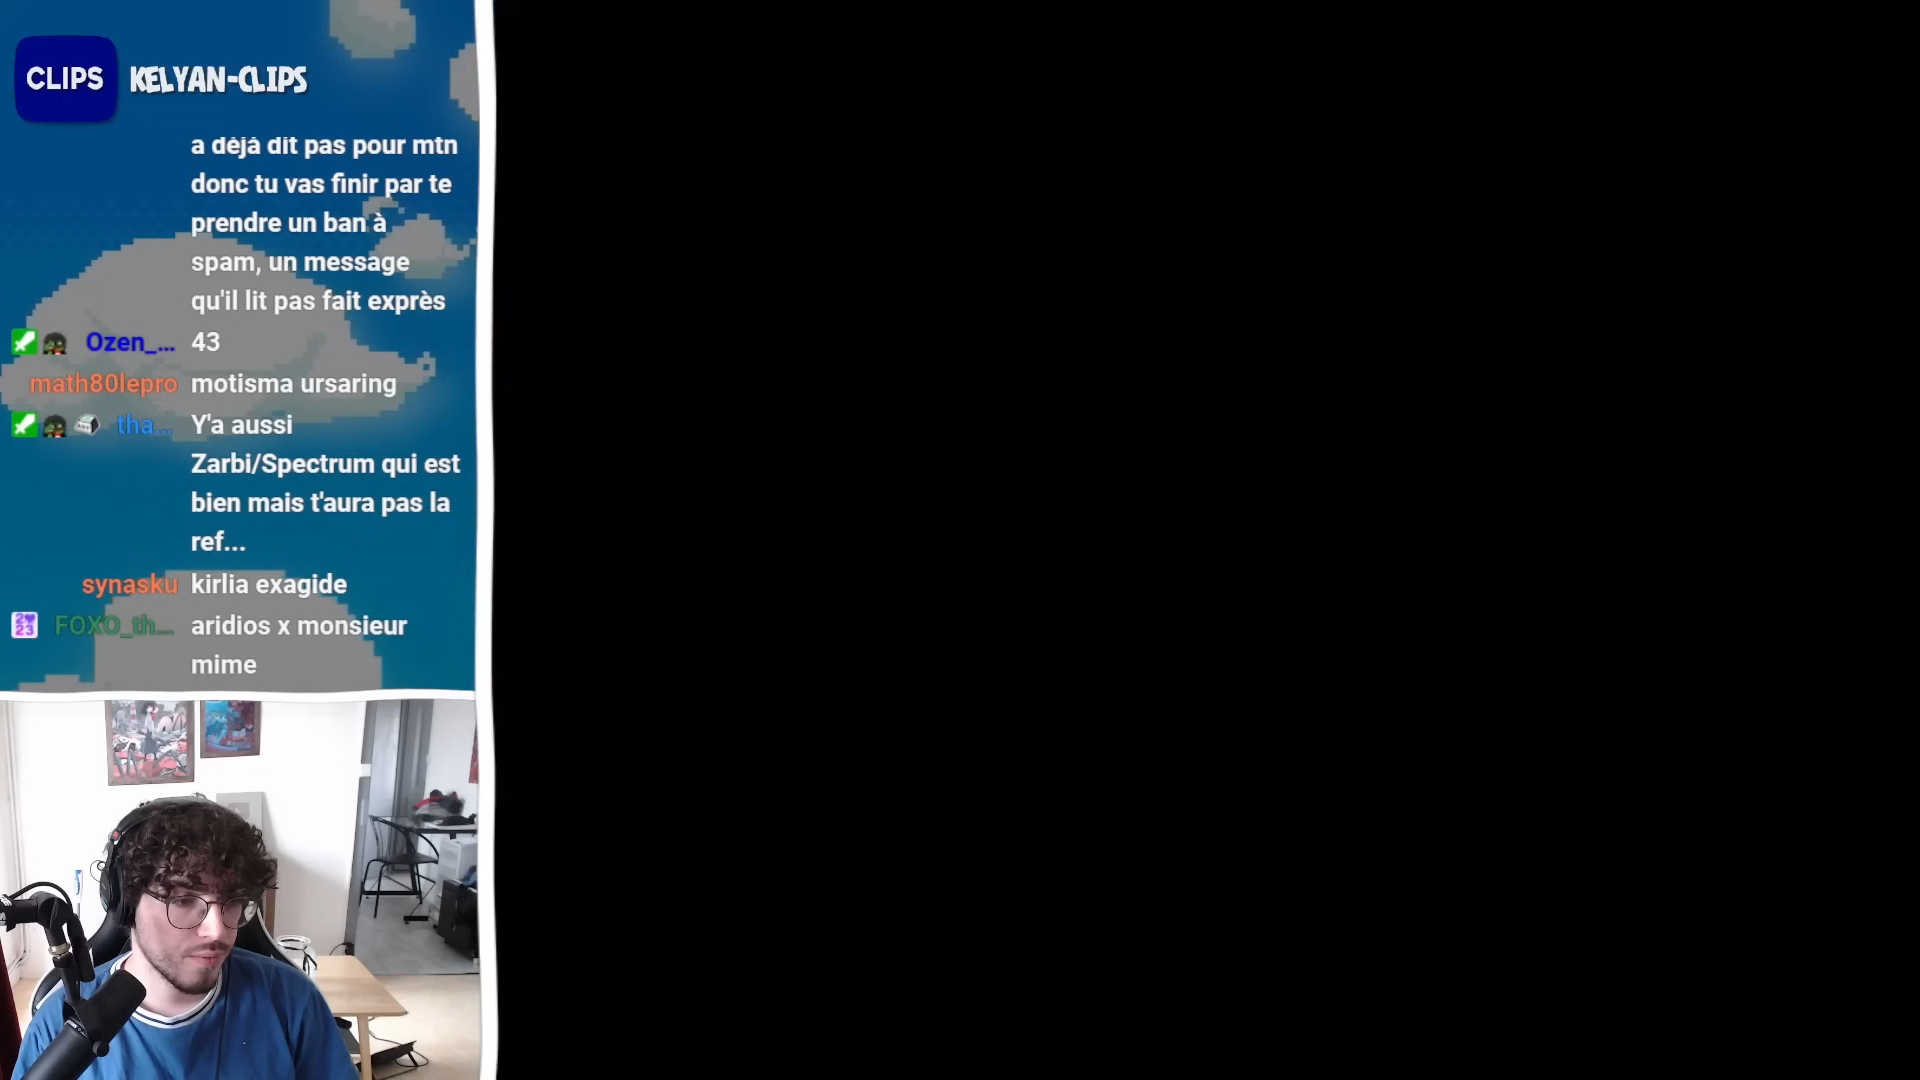 CLIPS KELYAN-CLIPS
a déjà dit pas pour mtn
donc tu vas finir par te
prendre un ban à
spam, un message
qu'il lit pas fait exprès
Ozen_... 43
math80lepro motisma ursaring
tha... Y'a aussi
Zarbi/Spectrum qui est
bien mais t'aura pas la
ref...
synasku kirlia exagide
2023 FOXO_th... aridios x monsieur
mime